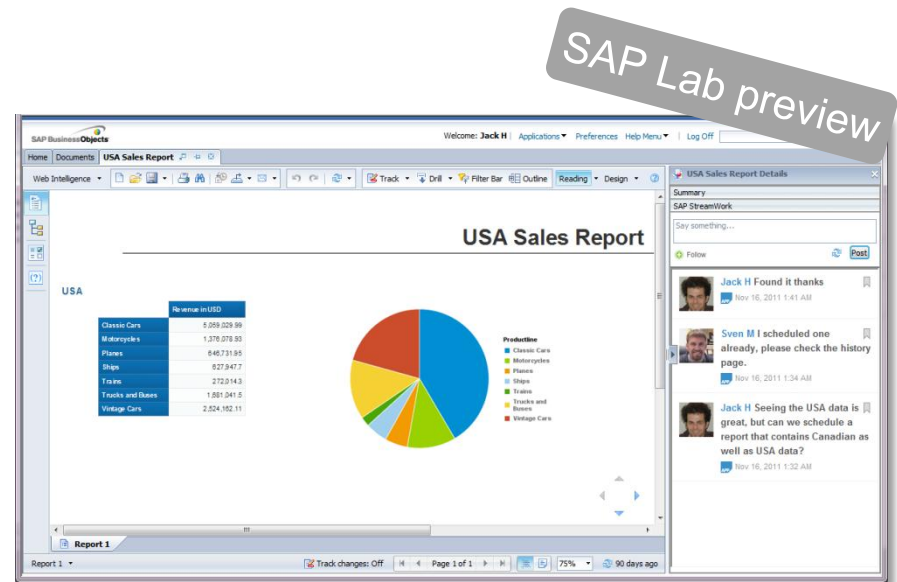 SAP Lab preview
SAP BusinessObjects
Welcome: Jack H | Applications Preferences Help Menu | Log Off
Home Documents USA Sales Report
Web Intelligence Track Drill Filter Bar Outline Reading Design
USA Sales Report Details
Summary
SAP StreamWork
Say something...
Follow Post
USA Sales Report
USA
Revenue in USD
Classic Cars 5,069,029.99
Motorcycles 1,376,078.93
Planes 646,731.95
Ships 627,947.7
Trains 272,014.3
Trucks and Buses 1,681,041.5
Vintage Cars 2,524,162.11
Productline
Classic Cars
Motorcycles
Planes
Ships
Trains
Trucks and
Buses
Vintage Cars
Jack H Found it thanks
Nov 16, 2011 1:41 AM
Sven M I scheduled one
already, please check the history
page.
Nov 16, 2011 1:34 AM
Jack H Seeing the USA data is
great, but can we schedule a
report that contains Canadian as
well as USA data?
Nov 16, 2011 1:32 AM
Report 1
Report 1 Track changes: Off Page 1 of 1 75% 90 days ago